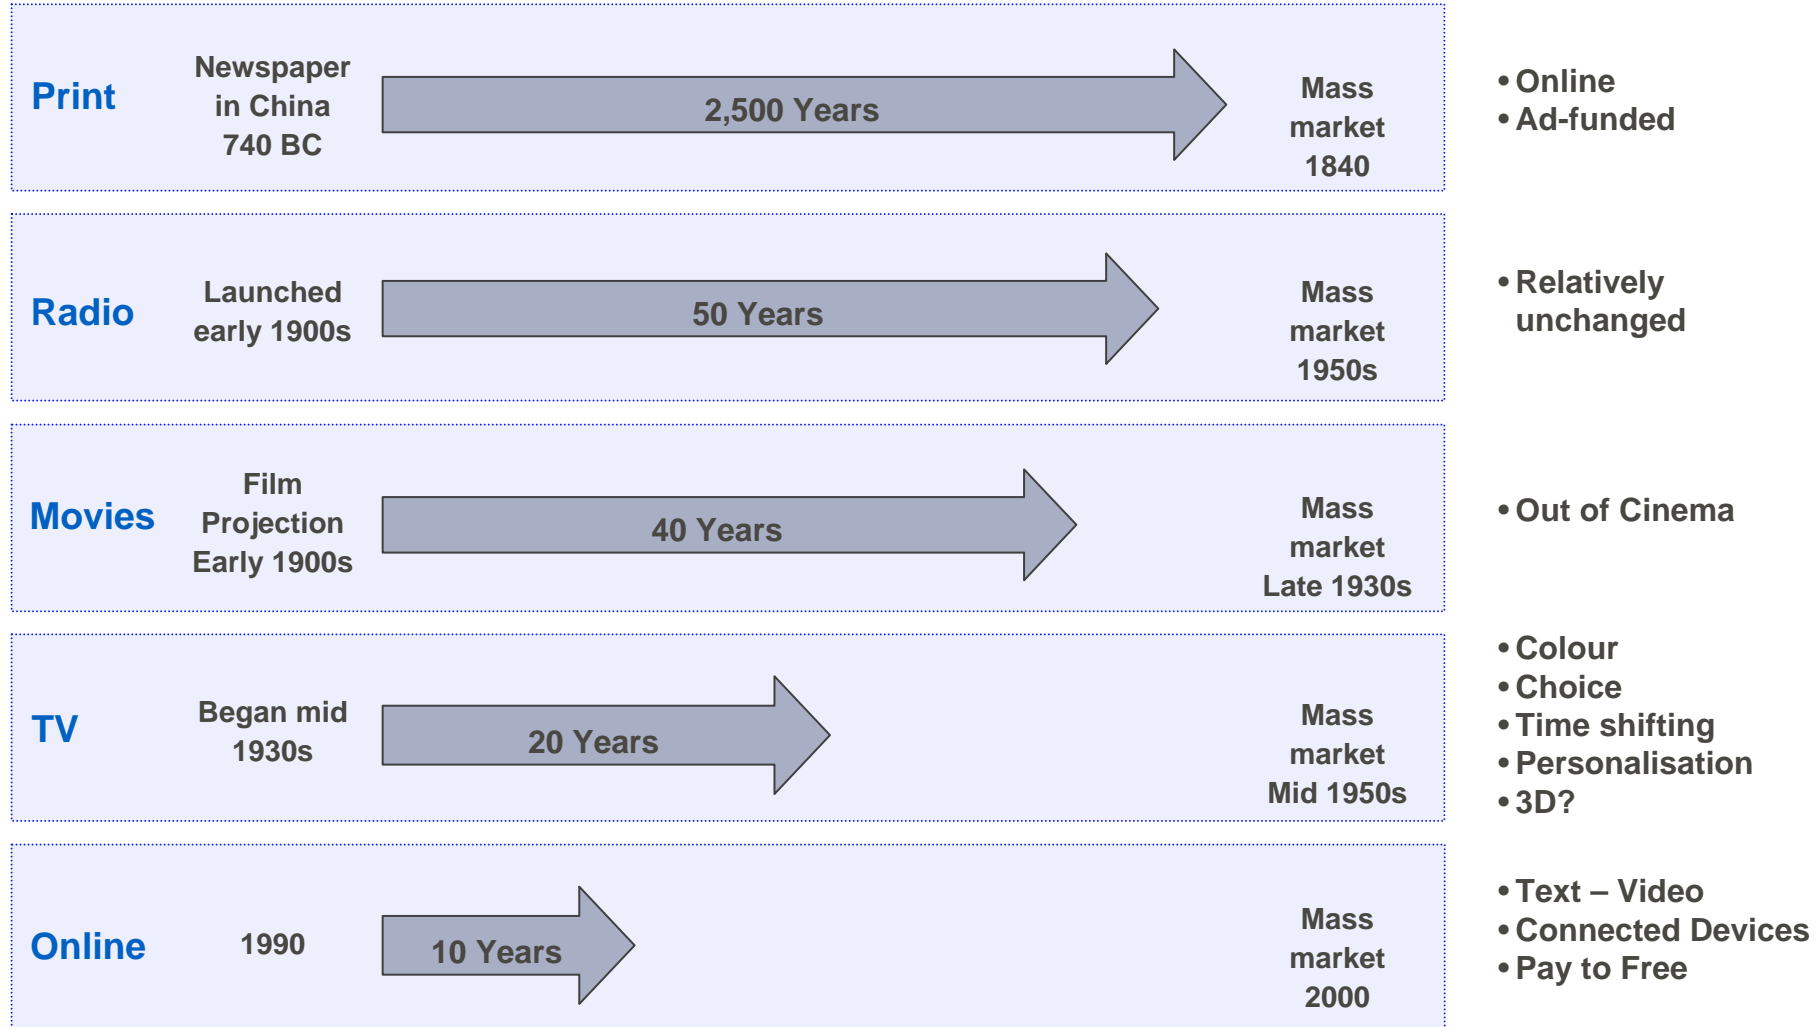 Print
Newspaper
in China
740 BC
2,500 Years
Mass
market
1840
• Online
• Ad-funded
Radio
Launched
early 1900s
50 Years
Mass
market
1950s
• Relatively
unchanged
Movies
Film
Projection
Early 1900s
40 Years
Mass
market
Late 1930s
• Out of Cinema
TV
Began mid
1930s
20 Years
Mass
market
Mid 1950s
• Colour
• Choice
• Time shifting
• Personalisation
• 3D?
Online
1990
10 Years
Mass
market
2000
• Text – Video
• Connected Devices
• Pay to Free